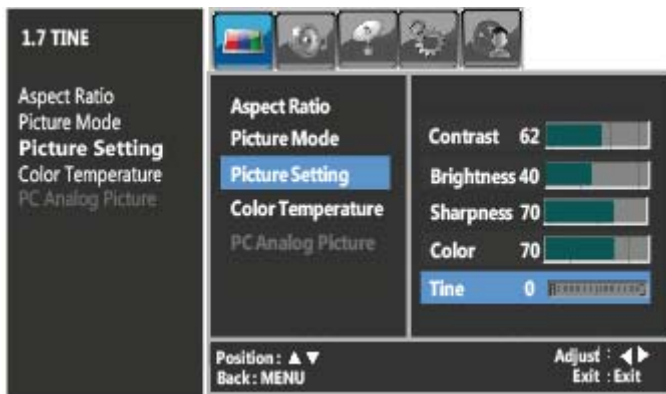 1.7 TINE
Aspect Ratio
Picture Mode
Picture Setting
Color Temperature
PC Analog Picture
Aspect Ratio
Picture Mode
Picture Setting
Color Temperature
PC Analog Picture
Contrast 62
Brightness 40
Sharpness 70
Color 70
Tine 0
Position : ▲ ▼
Back : MENU
Adjust : ◀ ▶
Exit : Exit